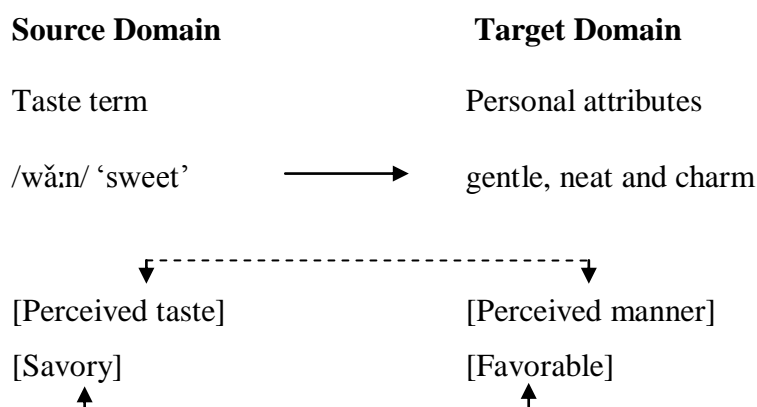 Source Domain Target Domain
Taste term Personal attributes
/wǎːn/ ‘sweet’ gentle, neat and charm
[Perceived taste] [Perceived manner]
[Savory] [Favorable]